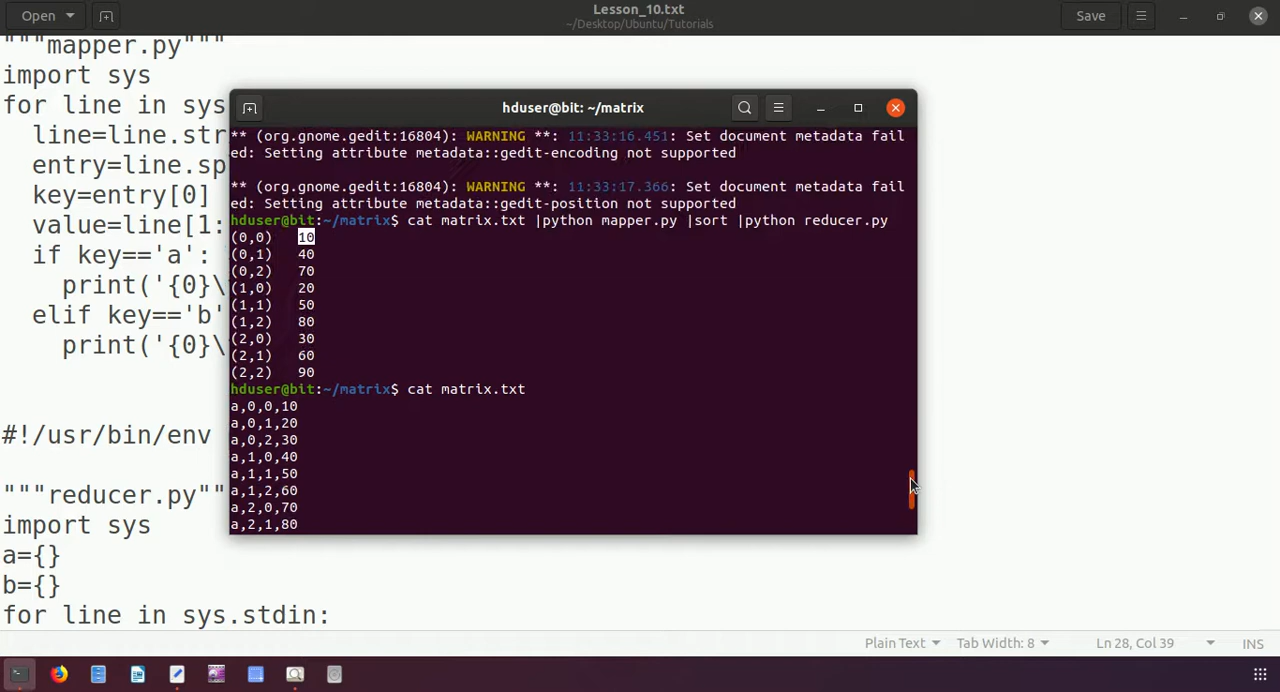 Open
Lesson_10.txt
~/Desktop/Ubuntu/Tutorials
Save
"""mapper.py"""
import sys
for line in sys
line=line.str
entry=line.sp
key=entry[0]
value=line[1:
if key=='a':
print('{0}\
elif key=='b'
print('{0}\
#!/usr/bin/env
"""reducer.py""
import sys
a={}
b={}
for line in sys.stdin:
hduser@bit: ~/matrix
** (org.gnome.gedit:16804): WARNING **: 11:33:16.451: Set document metadata fail
ed: Setting attribute metadata::gedit-encoding not supported
** (org.gnome.gedit:16804): WARNING **: 11:33:17.366: Set document metadata fail
ed: Setting attribute metadata::gedit-position not supported
hduser@bit:~/matrix$ cat matrix.txt |python mapper.py |sort |python reducer.py
(0,0) 10
(0,1) 40
(0,2) 70
(1,0) 20
(1,1) 50
(1,2) 80
(2,0) 30
(2,1) 60
(2,2) 90
hduser@bit:~/matrix$ cat matrix.txt
a,0,0,10
a,0,1,20
a,0,2,30
a,1,0,40
a,1,1,50
a,1,2,60
a,2,0,70
a,2,1,80
Plain Text Tab Width: 8 Ln 28, Col 39 INS